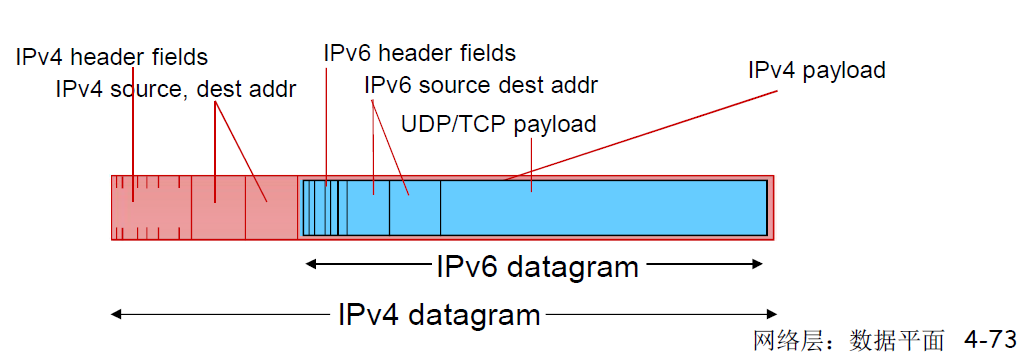 IPv4 header fields
IPv4 source, dest addr
IPv6 header fields
IPv6 source dest addr
UDP/TCP payload
IPv4 payload
IPv6 datagram
IPv4 datagram
网络层：数据平面 4-73